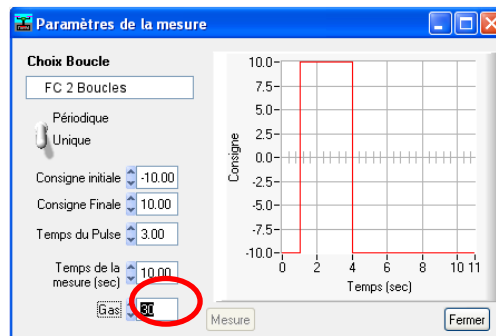 Paramètres de la mesure
Choix Boucle
FC 2 Boucles
Périodique
Unique
Consigne initiale -10.00
Consigne Finale 10.00
Temps du Pulse 3.00
Temps de la
mesure (sec) 10.00
Gas 30
Consigne
10.0
7.5
5.0
2.5
0.0
-2.5
-5.0
-7.5
-10.0
0 2 4 6 8 10 11
Temps (sec)
Mesure
Fermer